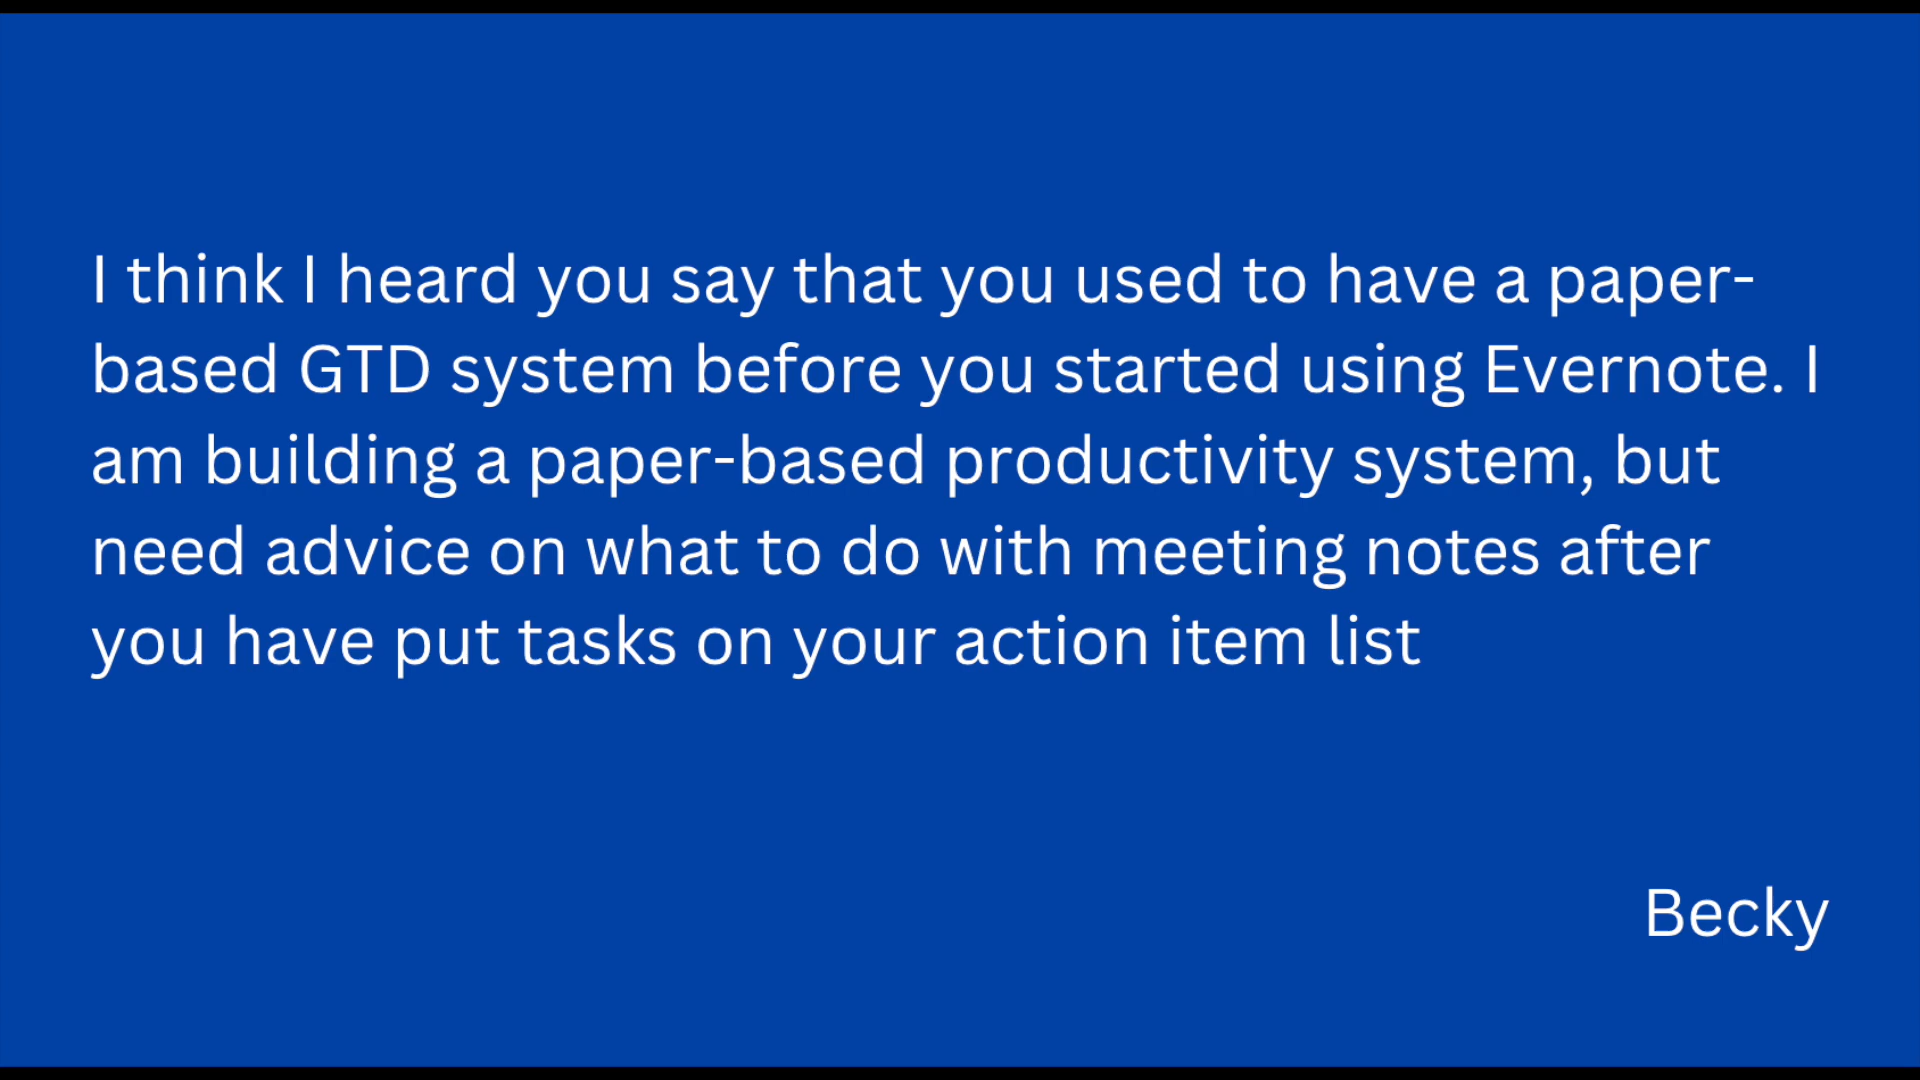 I think I heard you say that you used to have a paper-
based GTD system before you started using Evernote. I
am building a paper-based productivity system, but
need advice on what to do with meeting notes after
you have put tasks on your action item list
Becky